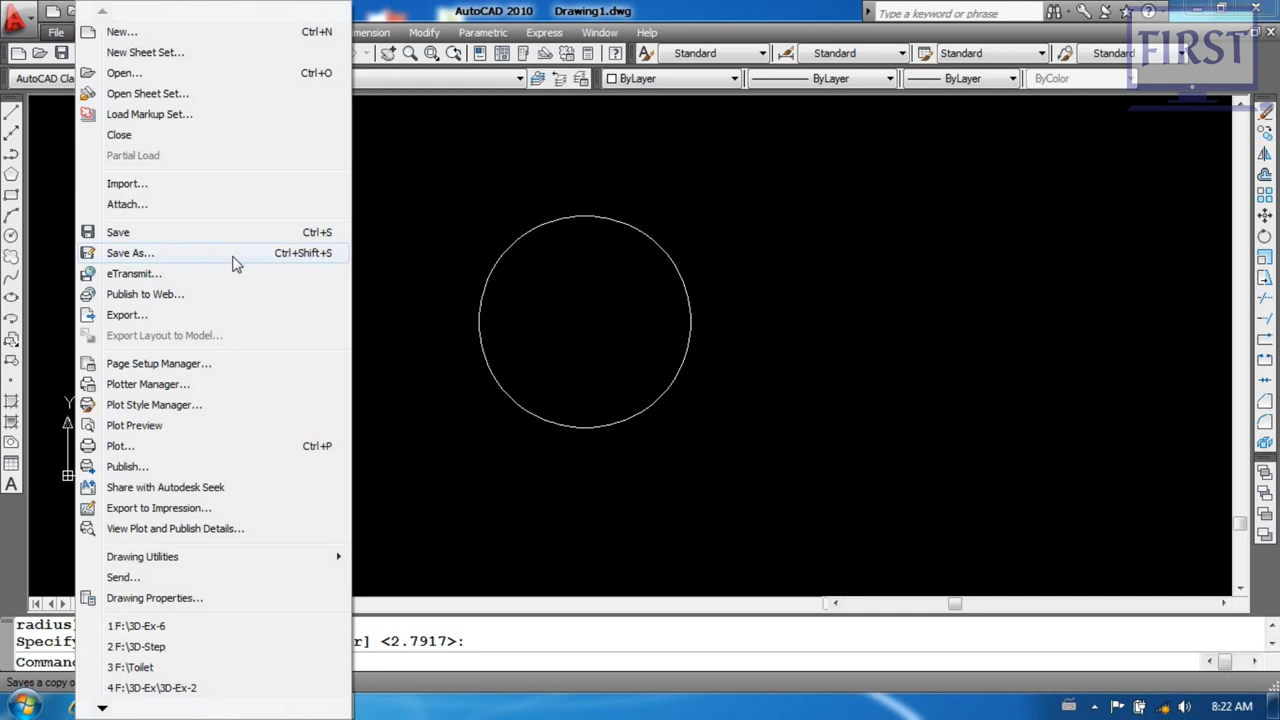 AutoCAD 2010 Drawing1.dwg
Type a keyword or phrase
File
mension Modify Parametric Express Window Help
FIRST
Standard Standard Standard Standard
AutoCAD Cla
ByLayer ByLayer ByLayer ByColor
New... Ctrl+N
New Sheet Set...
Open... Ctrl+O
Open Sheet Set...
Load Markup Set...
Close
Partial Load
Import...
Attach...
Save Ctrl+S
Save As... Ctrl+Shift+S
eTransmit...
Publish to Web...
Export...
Export Layout to Model...
Page Setup Manager...
Plotter Manager...
Plot Style Manager...
Plot Preview
Plot... Ctrl+P
Publish...
Share with Autodesk Seek
Export to Impression...
View Plot and Publish Details...
Drawing Utilities
Send...
Drawing Properties...
1 F:\3D-Ex-6
2 F:\3D-Step
3 F:\Toilet
4 F:\3D-Ex\3D-Ex-2
Y
A
radius]
Specify r] <2.7917>:
Comman
Saves a copy o
8:22 AM